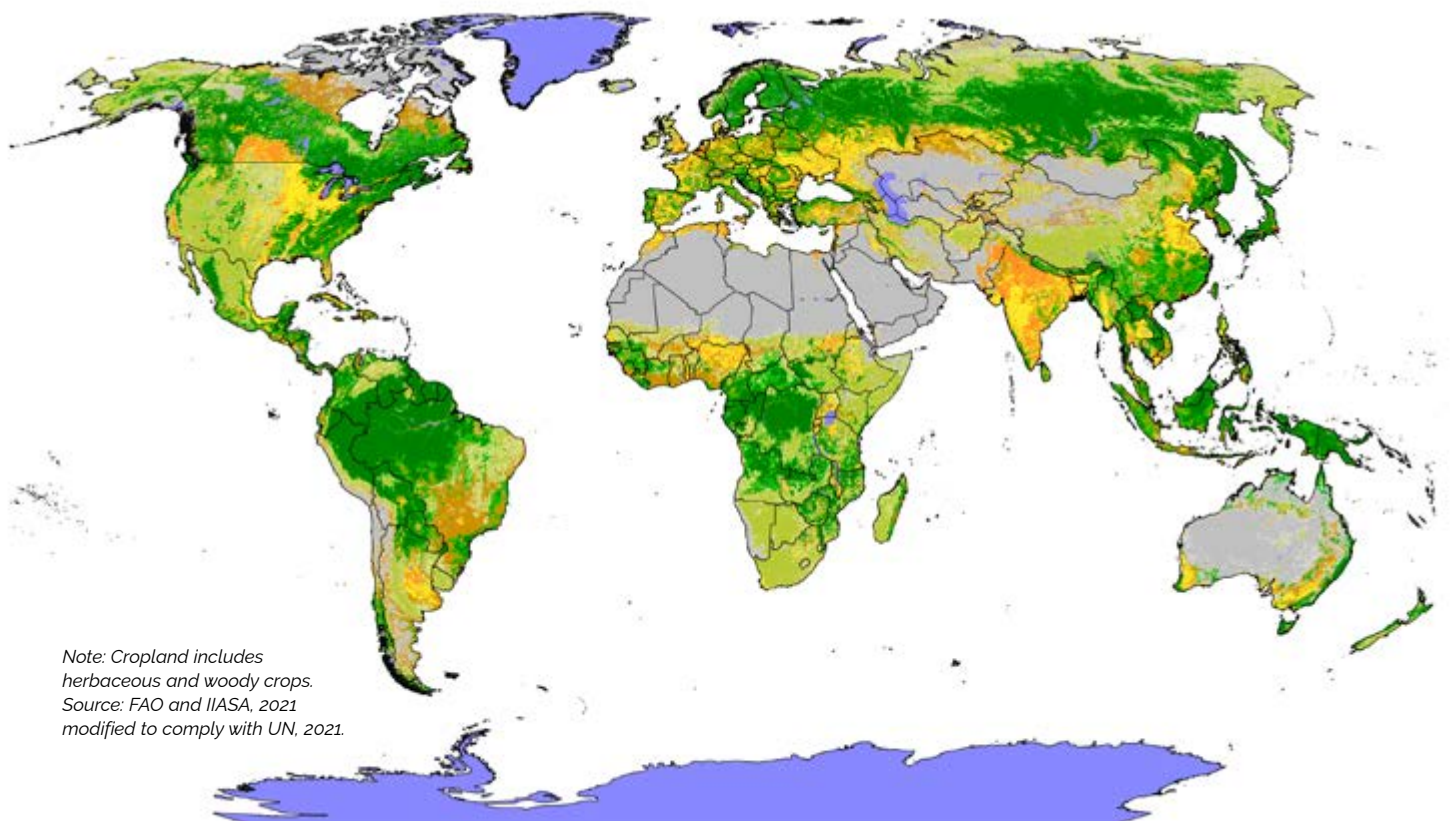 Note: Cropland includes
herbaceous and woody crops.
Source: FAO and IIASA, 2021
modified to comply with UN, 2021.